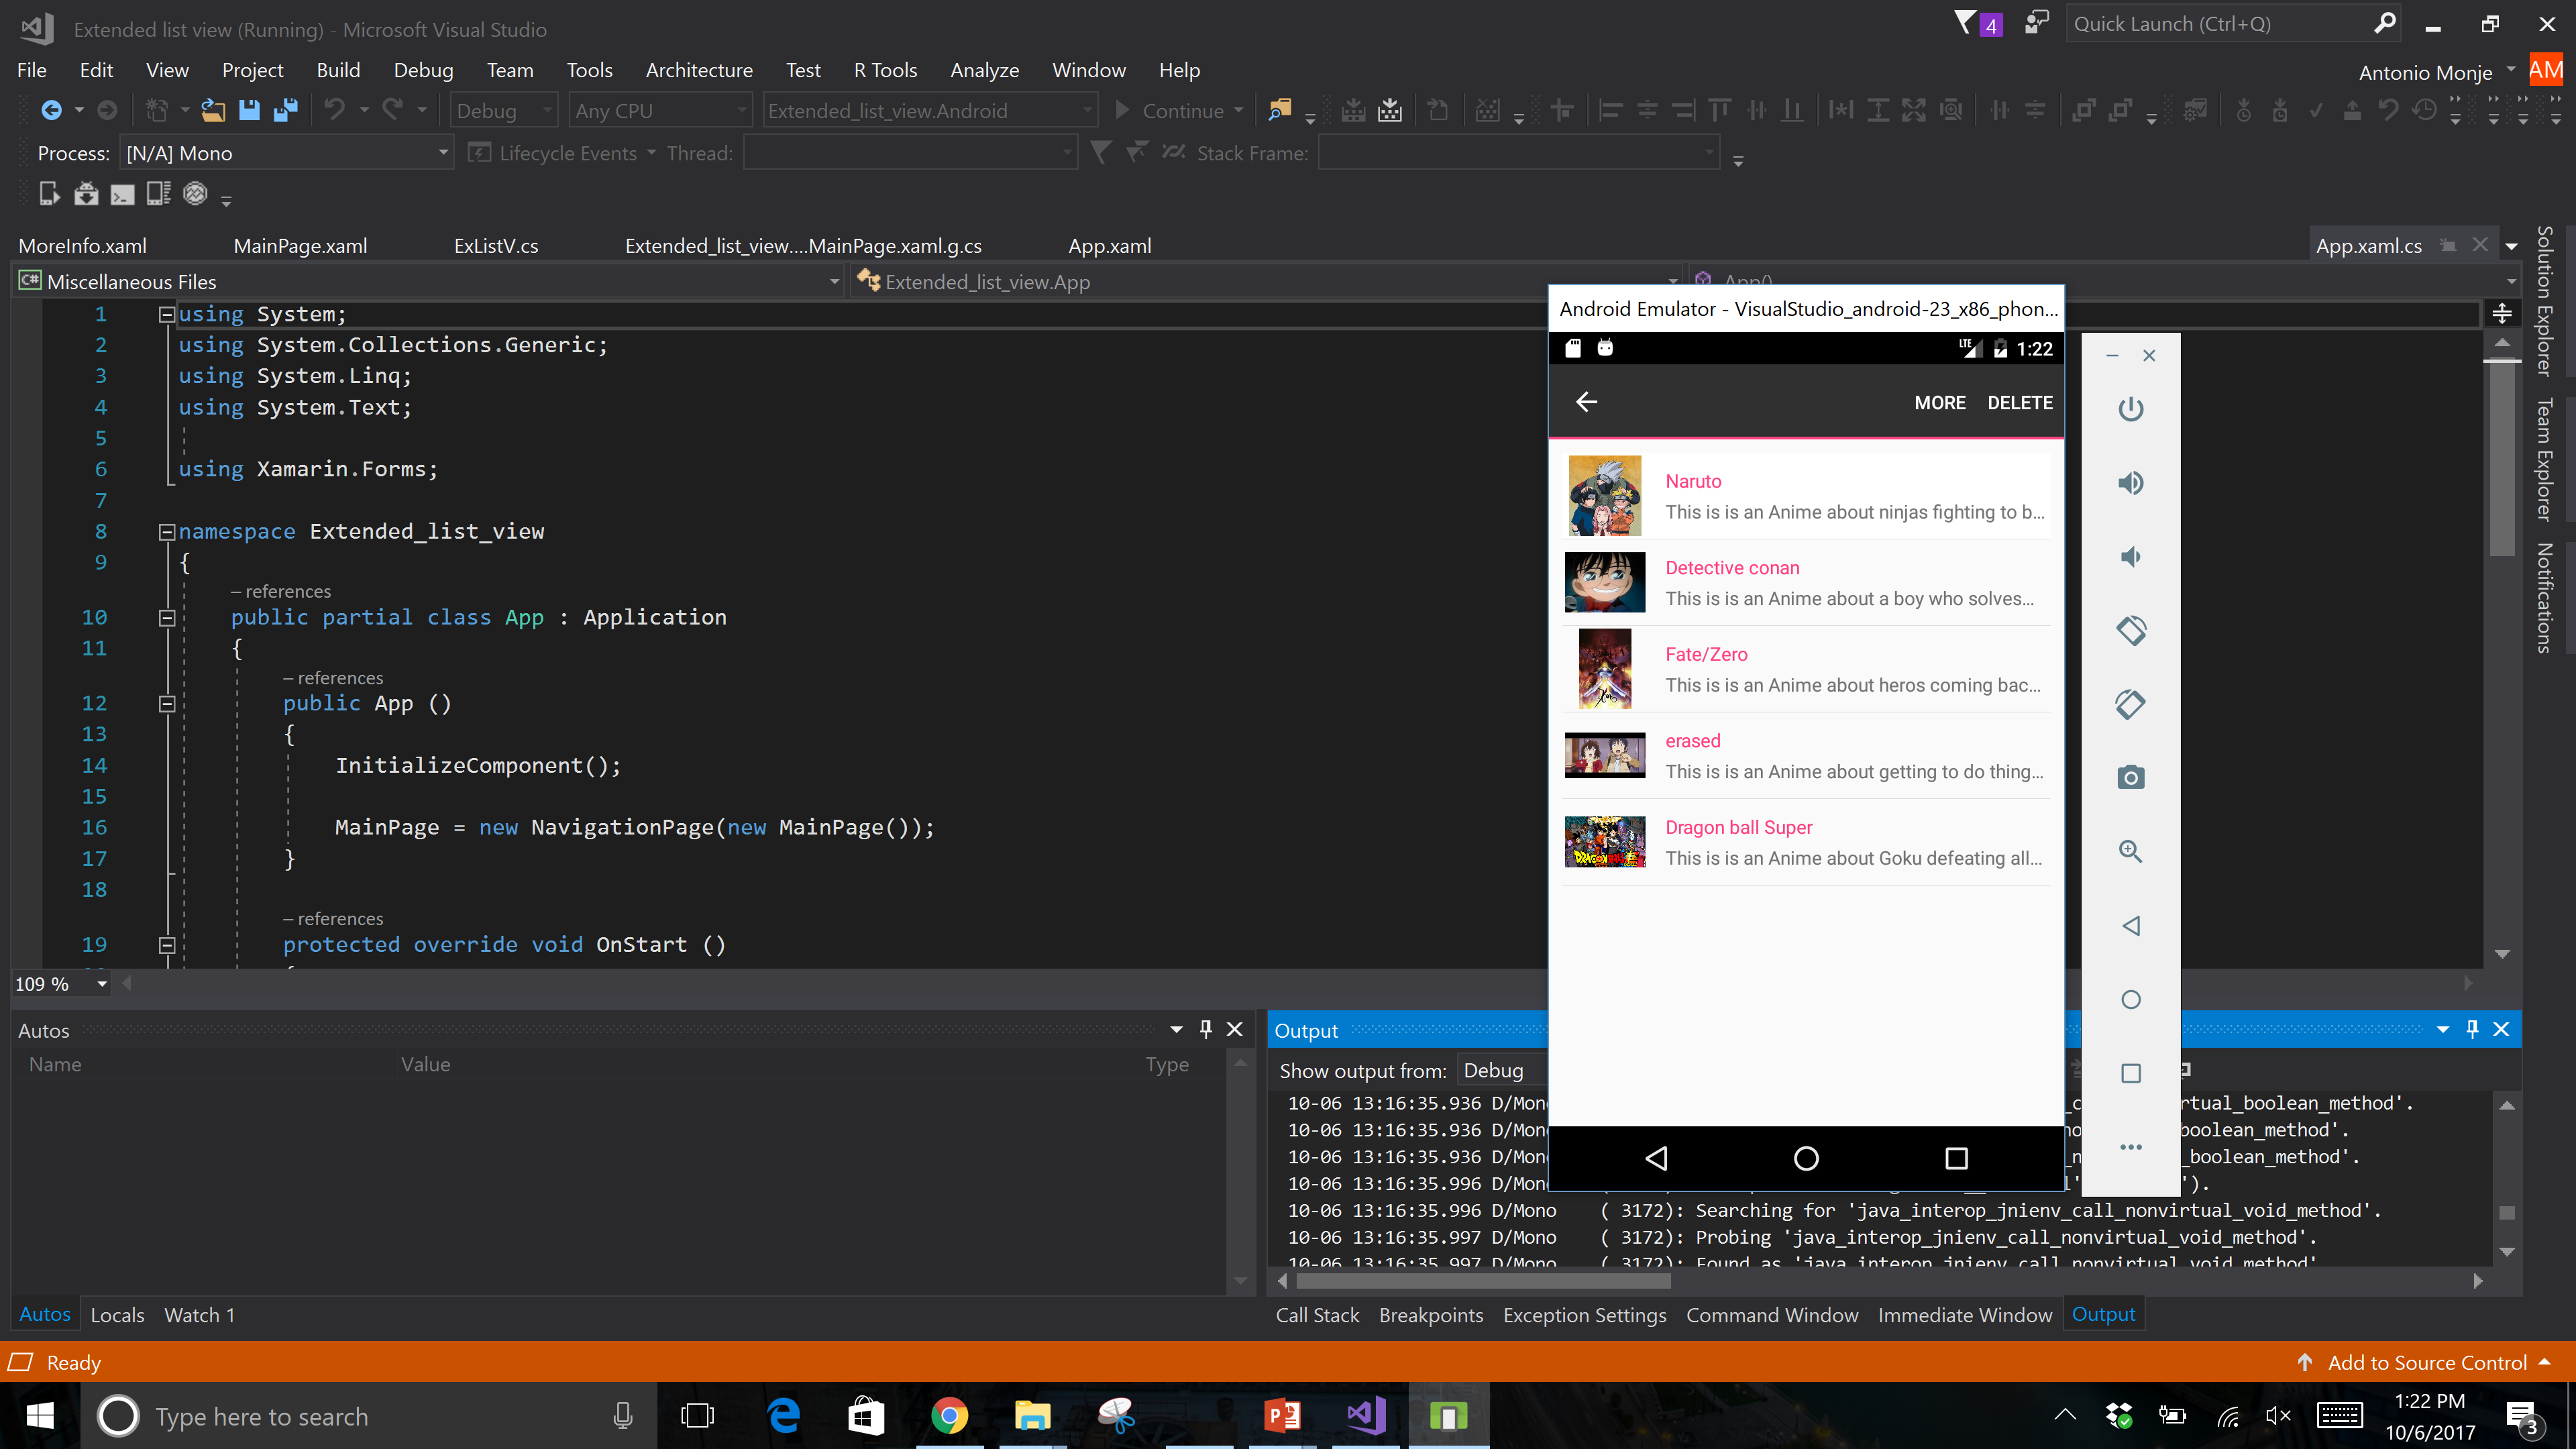 Extended list view (Running) - Microsoft Visual Studio
4
Quick Launch (Ctrl+Q)
File Edit View Project Build Debug Team Tools Architecture Test R Tools Analyze Window Help
Antonio Monje AM
Debug Any CPU Extended_list_view.Android Continue
Process: [N/A] Mono Lifecycle Events Thread: Stack Frame:
MoreInfo.xaml MainPage.xaml ExListV.cs Extended_list_view....MainPage.xaml.g.cs App.xaml App.xaml.cs
C# Miscellaneous Files Extended_list_view.App App()
1 using System;
2 using System.Collections.Generic;
3 using System.Linq;
4 using System.Text;
5
6 using Xamarin.Forms;
7
8 namespace Extended_list_view
9 {
– references
10 public partial class App : Application
11 {
– references
12 public App ()
13 {
14 InitializeComponent();
15
16 MainPage = new NavigationPage(new MainPage());
17 }
18
– references
19 protected override void OnStart ()
109 %
Solution Explorer
Team Explorer
Notifications
Android Emulator - VisualStudio_android-23_x86_phon...
LTE 1:22
MORE DELETE
Naruto
This is is an Anime about ninjas fighting to b...
Detective conan
This is is an Anime about a boy who solves...
Fate/Zero
This is is an Anime about heros coming bac...
erased
This is is an Anime about getting to do thing...
Dragon ball Super
This is is an Anime about Goku defeating all...
Autos
Name Value Type
Autos Locals Watch 1
Output
Show output from: Debug
10-06 13:16:35.936 D/Mono rtual_boolean_method'.
10-06 13:16:35.936 D/Mono boolean_method'.
10-06 13:16:35.936 D/Mono _boolean_method'.
10-06 13:16:35.996 D/Mono ').
10-06 13:16:35.996 D/Mono ( 3172): Searching for 'java_interop_jnienv_call_nonvirtual_void_method'.
10-06 13:16:35.997 D/Mono ( 3172): Probing 'java_interop_jnienv_call_nonvirtual_void_method'.
10-06 13:16:35.997 D/Mono ( 3172): Found as 'java_interop_jnienv_call_nonvirtual_void_method'
Call Stack Breakpoints Exception Settings Command Window Immediate Window Output
Ready
Add to Source Control
Type here to search
1:22 PM
10/6/2017
3